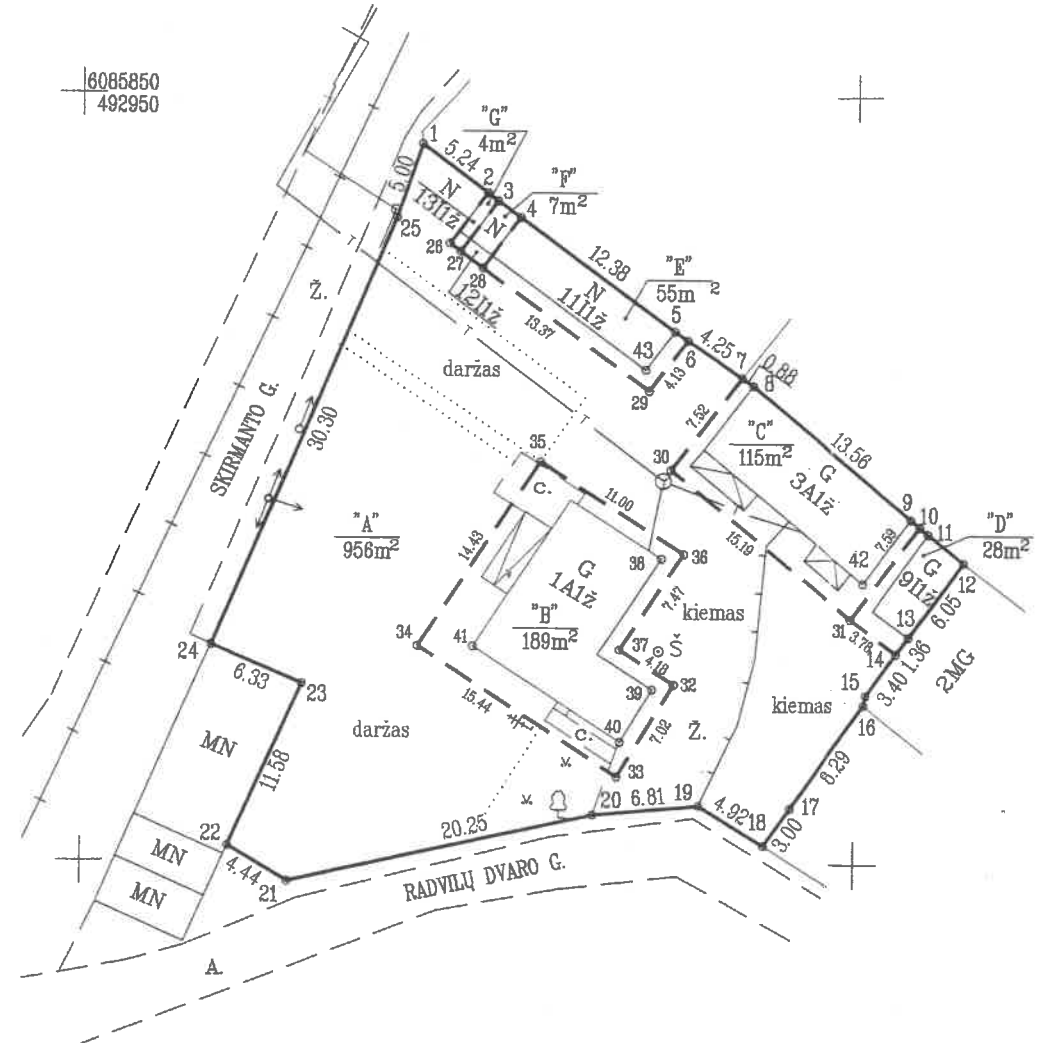 6085850
492950
"G"
4m²
"F"
7m²
"E"
55m²
"C"
115m²
"D"
28m²
"A"
956m²
"B"
189m²
1
5.24
2
3
4
5.00
25
N
13I1ž
N
26
27
28
12I1ž
12.38
N
11I1ž
5
6
4.25
7
0.88
8
13.37
43
4.13
29
Ž.
daržas
7.52
30
13.56
G
3A1ž
9
10
11
12
SKIRMANTO G.
30.30
35
c.
11.00
15.19
7.59
42
G
9I1ž
6.05
13
1.36
14
2MG
14.43
36
38
G
1A1ž
7.47
kiemas
31
3.78
34
41
37
Š
4.18
39
32
15
3.40
16
24
6.33
23
MN
11.58
daržas
15.44
40
c.
7.02
Ž.
33
kiemas
8.29
20
6.81
19
4.92
18
17
3.00
22
4.44
21
20.25
MN
MN
RADVILŲ DVARO G.
A.